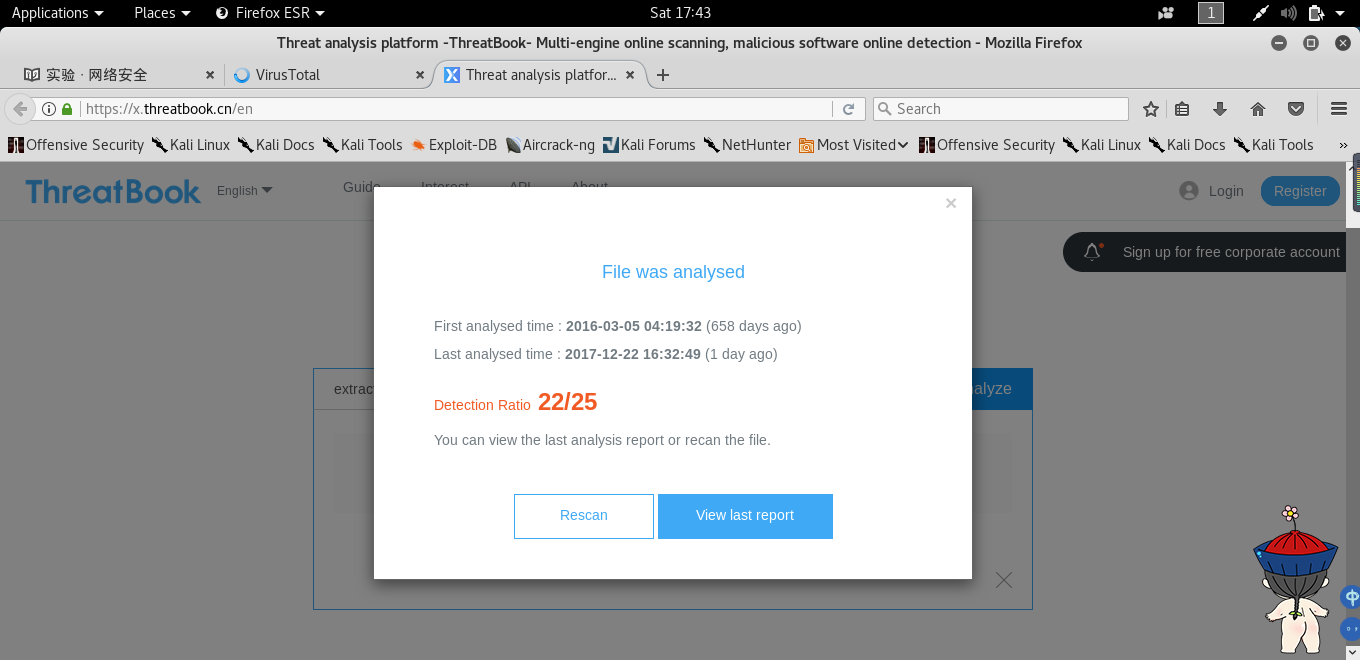 Applications Places Firefox ESR Sat 17:43 1
Threat analysis platform -ThreatBook- Multi-engine online scanning, malicious software online detection - Mozilla Firefox
实验 · 网络安全 VirusTotal Threat analysis platfor...
https://x.threatbook.cn/en Search
Offensive Security Kali Linux Kali Docs Kali Tools Exploit-DB Aircrack-ng Kali Forums NetHunter Most Visited Offensive Security Kali Linux Kali Docs Kali Tools »
ThreatBook English Guide Interest API About Login Register
Sign up for free corporate account
File was analysed
First analysed time : 2016-03-05 04:19:32 (658 days ago)
Last analysed time : 2017-12-22 16:32:49 (1 day ago)
extrac nalyze
Detection Ratio 22/25
You can view the last analysis report or recan the file.
Rescan View last report